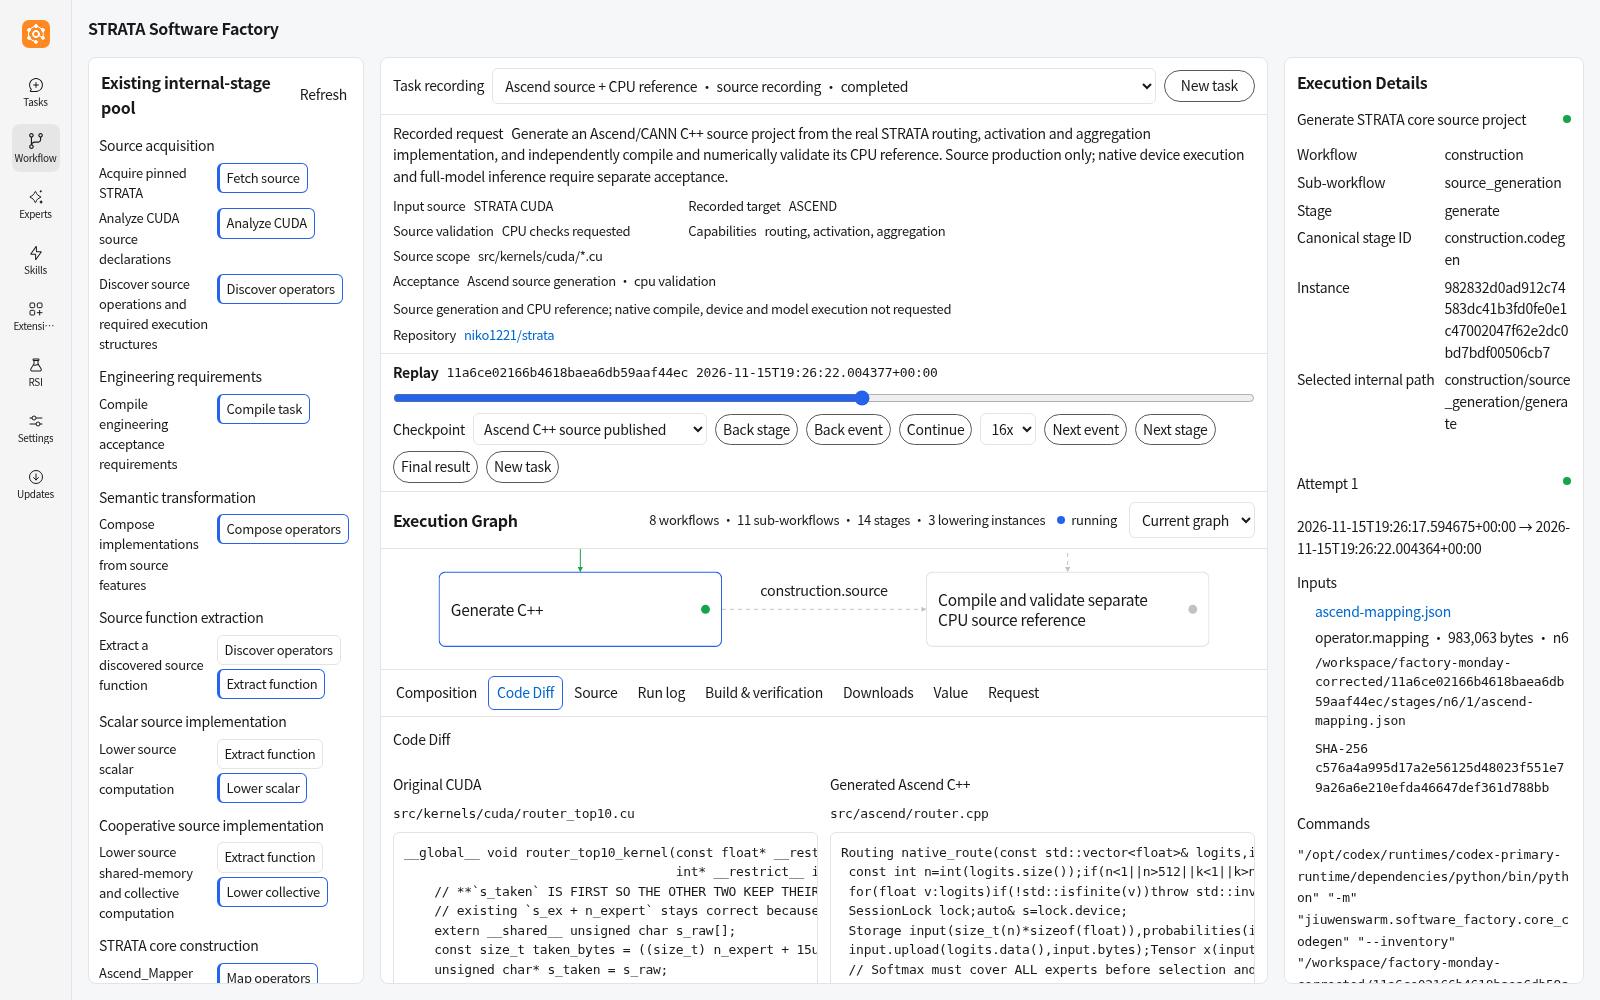 STRATA Software Factory
Tasks
Workflow
Experts
Skills
Extensi···
RSI
Settings
Updates
Existing internal-stage
pool
Refresh
Source acquisition
Acquire pinned
STRATA
Fetch source
Analyze CUDA
source
declarations
Analyze CUDA
Discover source
operations and
required execution
structures
Discover operators
Engineering requirements
Compile
engineering
acceptance
requirements
Compile task
Semantic transformation
Compose
implementations
from source
features
Compose operators
Source function extraction
Extract a
discovered source
function
Discover operators
Extract function
Scalar source implementation
Lower source
scalar
computation
Extract function
Lower scalar
Cooperative source implementation
Lower source
shared-memory
and collective
computation
Extract function
Lower collective
STRATA core construction
Ascend_Mapper
Map operators
Task recording
Ascend source + CPU reference • source recording • completed
New task
Recorded request Generate an Ascend/CANN C++ source project from the real STRATA routing, activation and aggregation
implementation, and independently compile and numerically validate its CPU reference. Source production only; native device execution
and full-model inference require separate acceptance.
Input source STRATA CUDA
Recorded target ASCEND
Source validation CPU checks requested
Capabilities routing, activation, aggregation
Source scope src/kernels/cuda/*.cu
Acceptance Ascend source generation • cpu validation
Source generation and CPU reference; native compile, device and model execution not requested
Repository niko1221/strata
Replay 11a6ce02166b4618baea6db59aaf44ec 2026-11-15T19:26:22.004377+00:00
Checkpoint
Ascend C++ source published
Back stage
Back event
Continue
16x
Next event
Next stage
Final result
New task
Execution Graph
8 workflows • 11 sub-workflows • 14 stages • 3 lowering instances
running
Current graph
Generate C++
construction.source
Compile and validate separate
CPU source reference
Composition
Code Diff
Source
Run log
Build & verification
Downloads
Value
Request
Code Diff
Original CUDA
src/kernels/cuda/router_top10.cu
__global__ void router_top10_kernel(const float* __rest
int* __restrict__ i
// **`s_taken` IS FIRST SO THE OTHER TWO KEEP THEIR
// existing `s_ex + n_expert` stays correct because
extern __shared__ unsigned char s_raw[];
const size_t taken_bytes = ((size_t) n_expert + 15u
unsigned char* s_taken = s_raw;
Generated Ascend C++
src/ascend/router.cpp
Routing native_route(const std::vector<float>& logits,i
const int n=int(logits.size());if(n<1||n>512||k<1||k>n
for(float v:logits)if(!std::isfinite(v))throw std::inv
SessionLock lock;auto& s=lock.device;
Storage input(size_t(n)*sizeof(float)),probabilities(i
input.upload(logits.data(),input.bytes);Tensor x(input
// Softmax must cover ALL experts before selection and
Execution Details
Generate STRATA core source project
Workflow construction
Sub-workflow source_generation
Stage generate
Canonical stage ID construction.codeg
en
Instance 982832d0ad912c74
583dc41b3fd0fe0e1
c47002047f62e2dc0
bd7bdf00506cb7
Selected internal path construction/source
_generation/genera
te
Attempt 1
2026-11-15T19:26:17.594675+00:00 → 2026-
11-15T19:26:22.004364+00:00
Inputs
ascend-mapping.json
operator.mapping • 983,063 bytes • n6
/workspace/factory-monday-
corrected/11a6ce02166b4618baea6db
59aaf44ec/stages/n6/1/ascend-
mapping.json
SHA-256
c576a4a995d17a2e56125d48023f551e7
9a26a6e210efda46647def361d788bb
Commands
"/opt/codex/runtimes/codex-primary-
runtime/dependencies/python/bin/pyth
on" "-m"
"jiuwenswarm.software_factory.core_c
odegen" "--inventory"
"/workspace/factory-monday-
corrected/11a6ce02166b4618baea6db59a